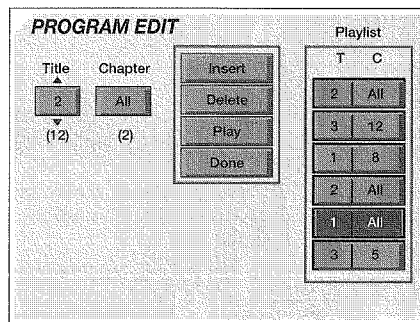 PROGRAM EDIT
Title Chapter
2 All
(12) (2)
Insert
Delete
Play
Done
Playlist
T C
2 All
3 12
1 8
2 All
1 All
3 5